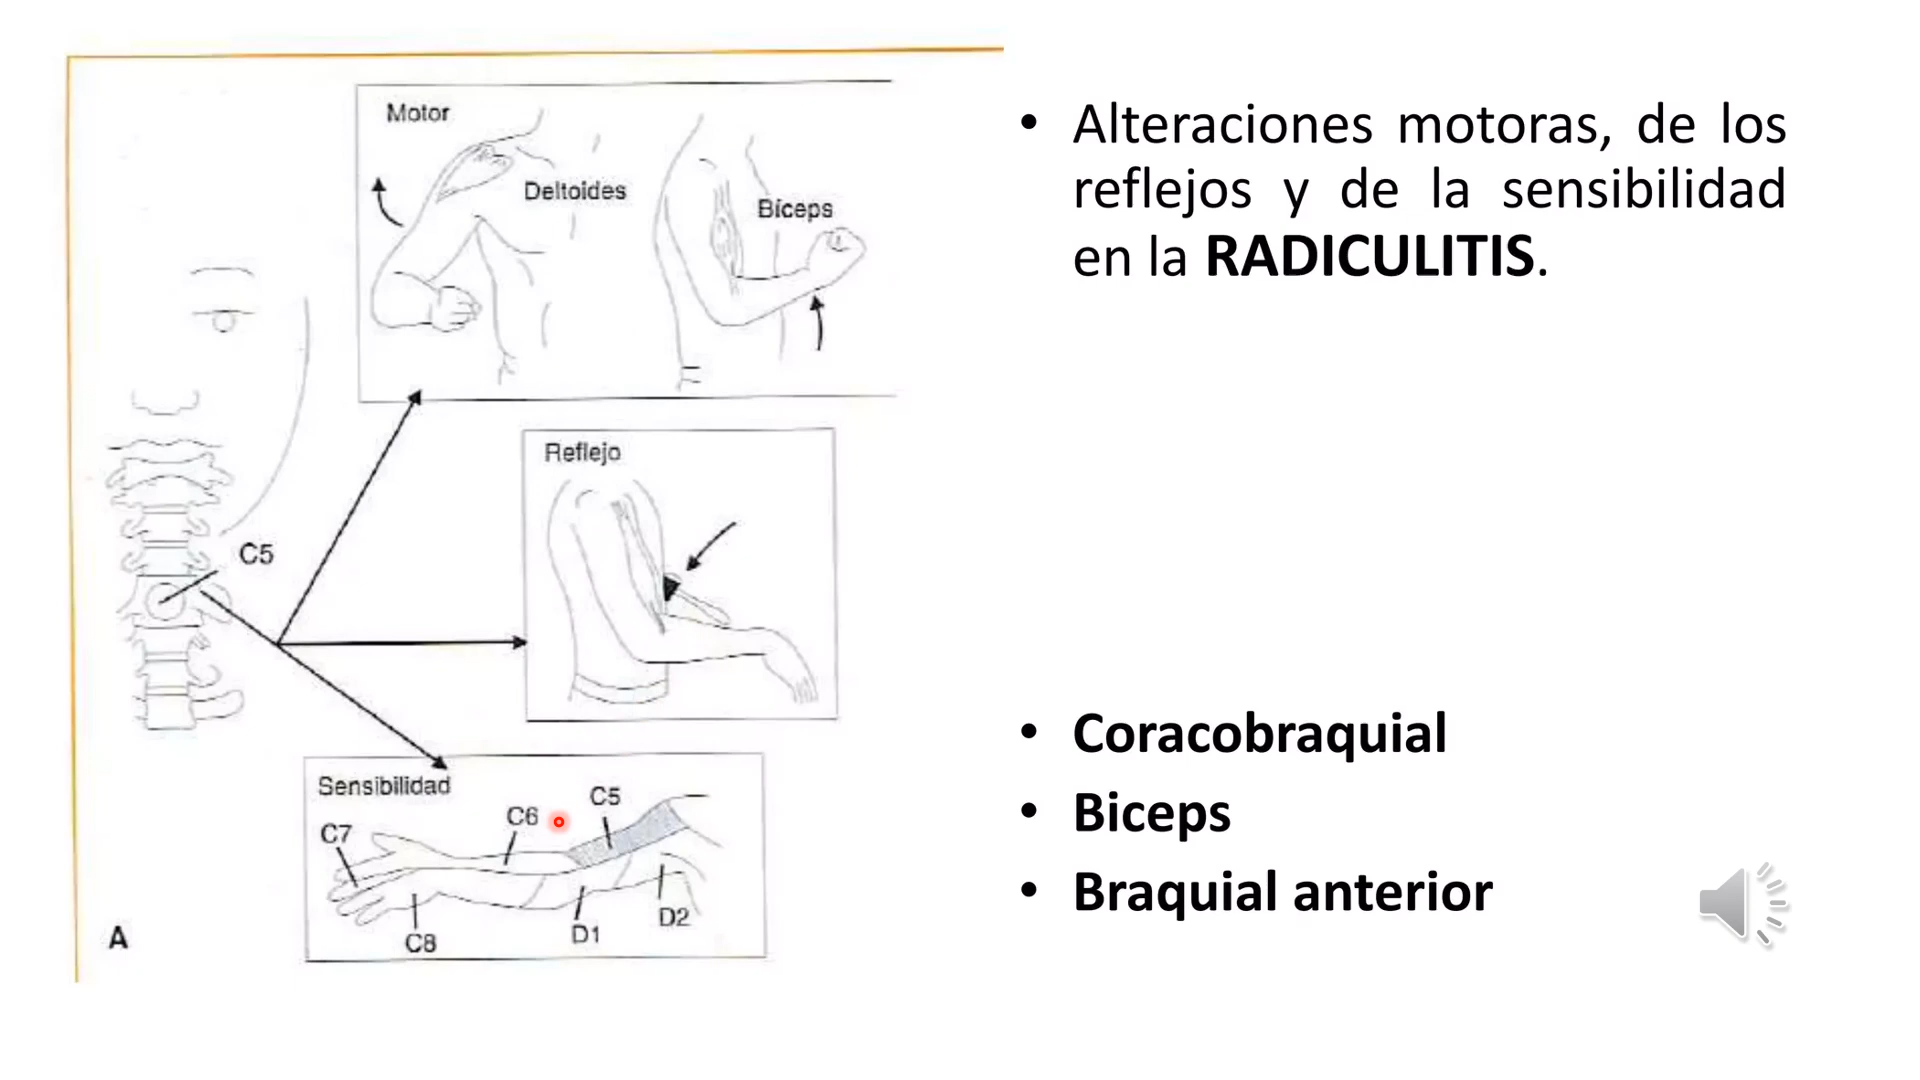 Motor
Deltoides
Bíceps
Reflejo
C5
Sensibilidad
C5
C6
C7
D2
D1
C8
A
• Alteraciones motoras, de los
reflejos y de la sensibilidad
en la RADICULITIS.
• Coracobraquial
• Biceps
• Braquial anterior